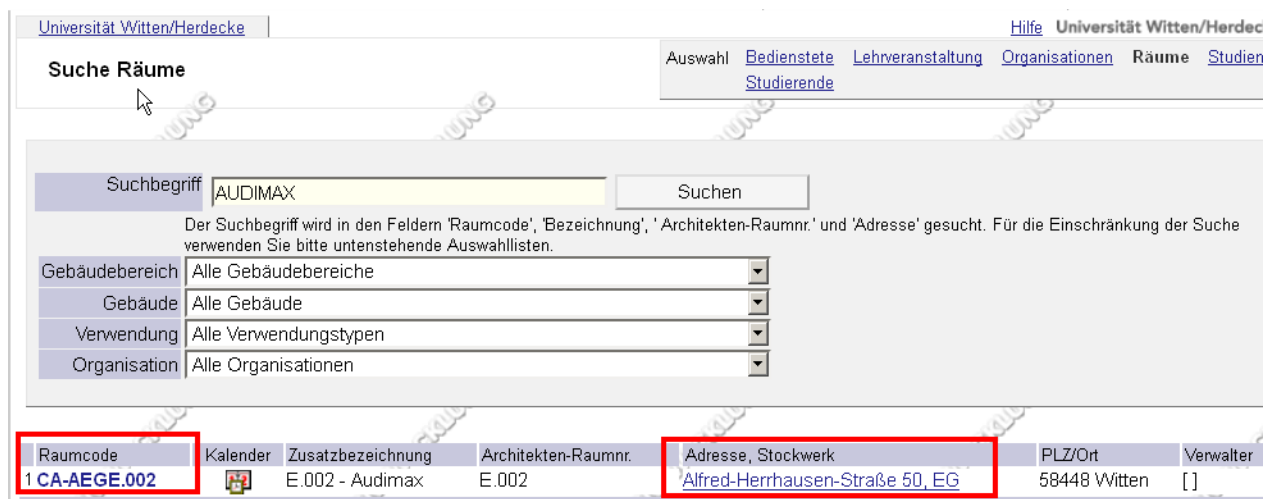 Universität Witten/Herdecke
Hilfe Universität Witten/Herdec
Suche Räume
Auswahl Bedienstete Lehrveranstaltung Organisationen Räume Studien
Studierende
Suchbegriff AUDIMAX Suchen
Der Suchbegriff wird in den Feldern 'Raumcode', 'Bezeichnung', ' Architekten-Raumnr.' und 'Adresse' gesucht. Für die Einschränkung der Suche
verwenden Sie bitte untenstehende Auswahllisten.
Gebäudebereich Alle Gebäudebereiche
Gebäude Alle Gebäude
Verwendung Alle Verwendungstypen
Organisation Alle Organisationen
Raumcode Kalender Zusatzbezeichnung Architekten-Raumnr. Adresse, Stockwerk PLZ/Ort Verwalter
1 CA-AEGE.002 E.002 - Audimax E.002 Alfred-Herrhausen-Straße 50, EG 58448 Witten [ ]